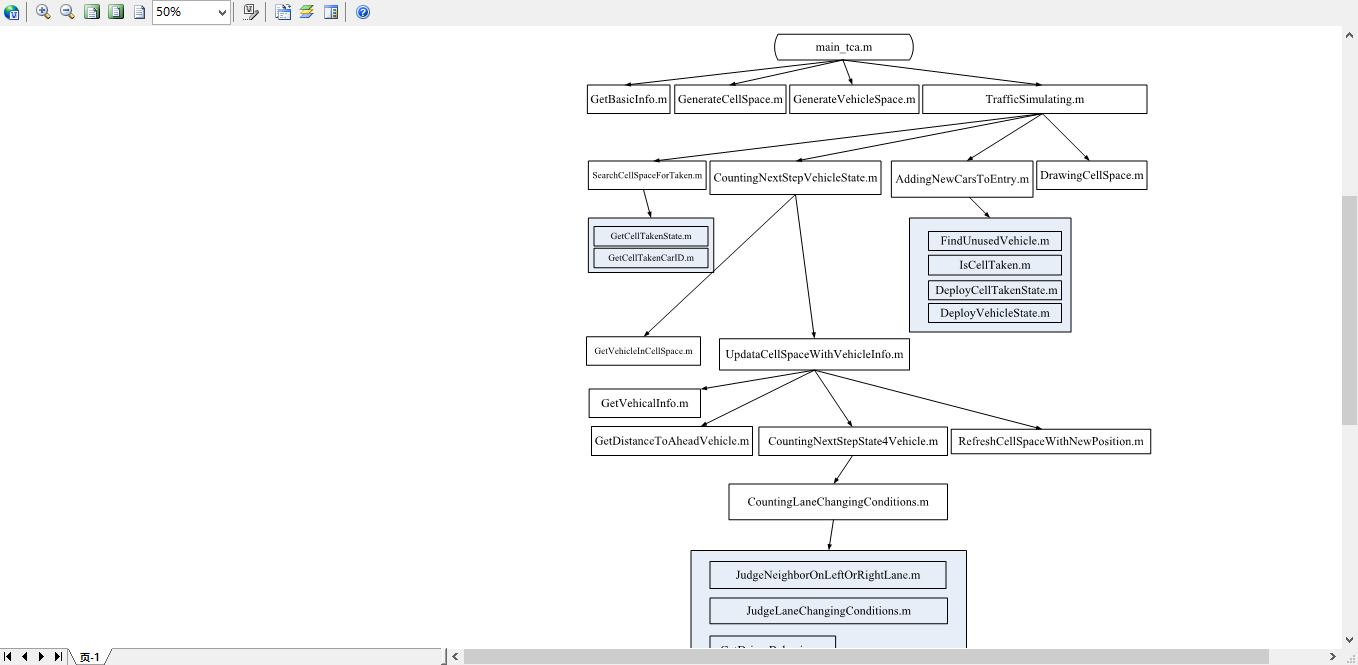 50%
main_tca.m
GetBasicInfo.m
GenerateCellSpace.m
GenerateVehicleSpace.m
TrafficSimulating.m
SearchCellSpaceForTaken.m
CountingNextStepVehicleState.m
AddingNewCarsToEntry.m
DrawingCellSpace.m
GetCellTakenState.m
GetCellTakenCarID.m
FindUnusedVehicle.m
IsCellTaken.m
DeployCellTakenState.m
DeployVehicleState.m
GetVehicleInCellSpace.m
UpdataCellSpaceWithVehicleInfo.m
GetVehicalInfo.m
GetDistanceToAheadVehicle.m
CountingNextStepState4Vehicle.m
RefreshCellSpaceWithNewPosition.m
CountingLaneChangingConditions.m
JudgeNeighborOnLeftOrRightLane.m
JudgeLaneChangingConditions.m
页-1